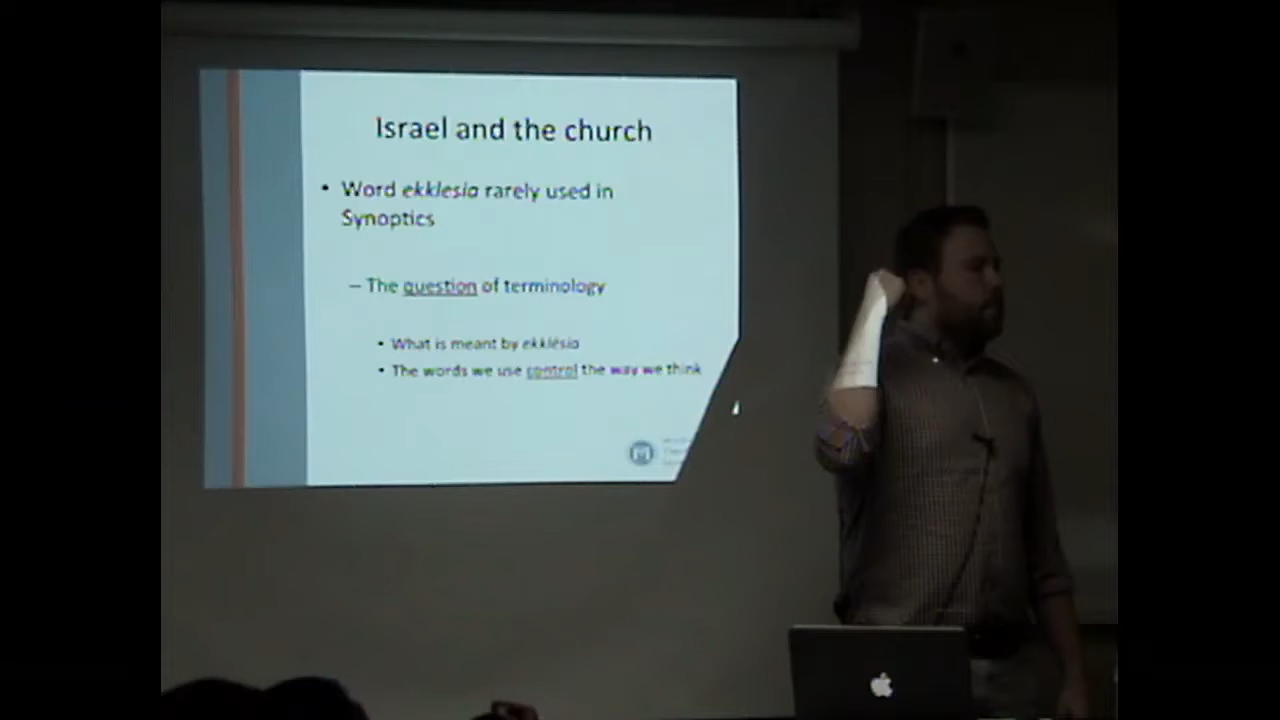 Israel and the church
• Word ekklesia rarely used in
Synoptics
– The question of terminology
• What is meant by ekklesia
• The words we use control the way we think